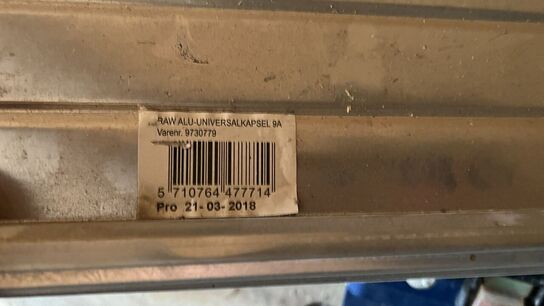 RAW ALU-UNIVERSALKAPSEL 9A
Varenr. 9730779
5 710764 477714
Pro 21-03-2018